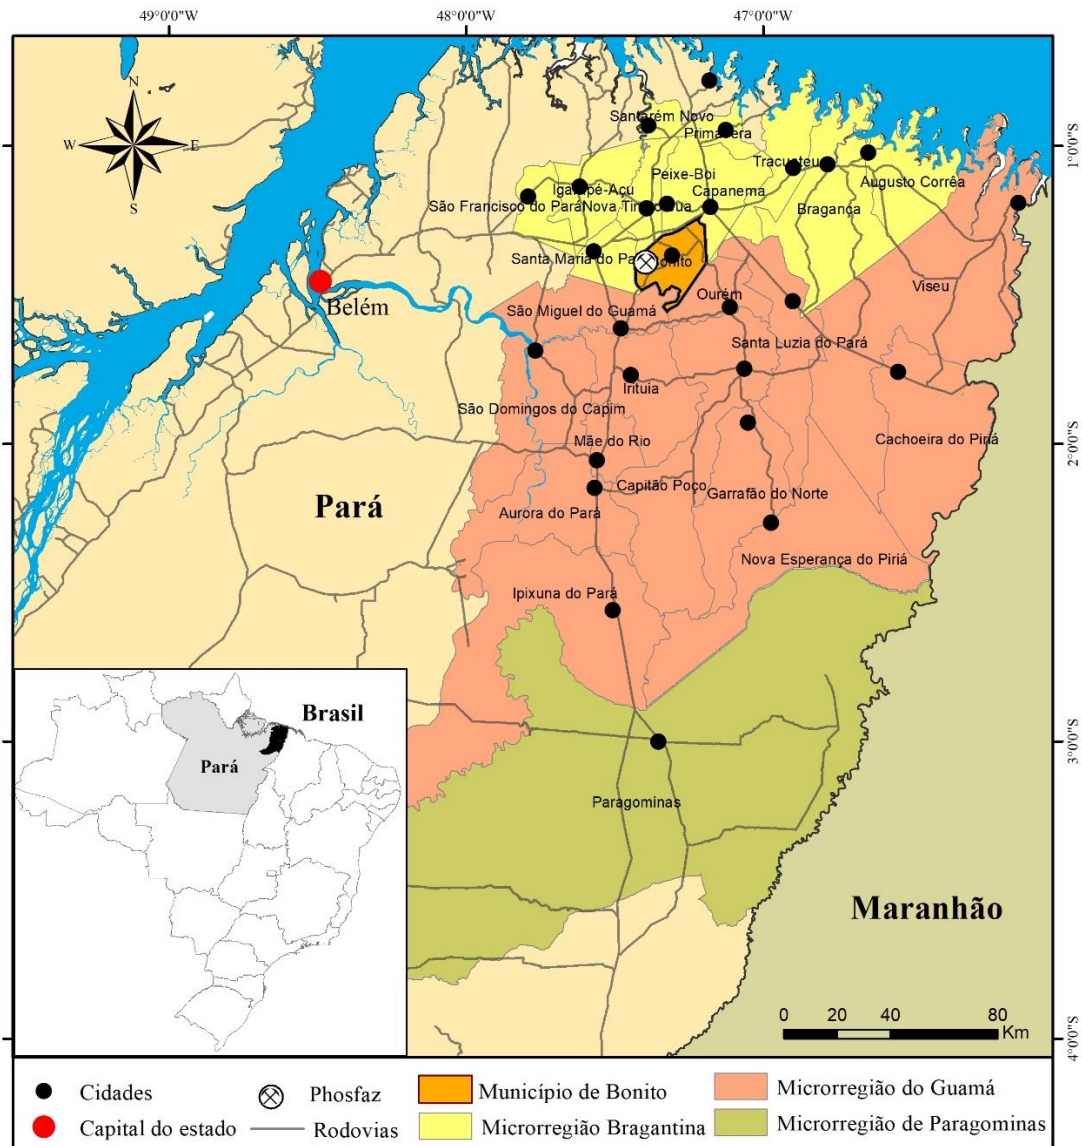 49°0'0"W
48°0'0"W
47°0'0"W
N
W
E
S
1°0'0"S
2°0'0"S
3°0'0"S
4°0'0"S
Santarém Novo
Primavera
Tracuateu
Peixe-Boi
Igarapé-Açu
Capanema
Augusto Corrêa
São Francisco do Pará
Nova Timboteua
Bragança
Santa Maria do Pa
Bonito
Viseu
Belém
Ourém
São Miguel do Guamá
Santa Luzia do Pará
Irituia
São Domingos do Capim
Mãe do Rio
Cachoeira do Piriá
Capitão Poço
Garrafão do Norte
Pará
Aurora do Pará
Nova Esperança do Piriá
Ipixuna do Pará
Brasil
Pará
Paragominas
Maranhão
0 20 40 80
Km
Cidades
Phosfaz
Município de Bonito
Microrregião do Guamá
Capital do estado
Rodovias
Microrregião Bragantina
Microrregião de Paragominas